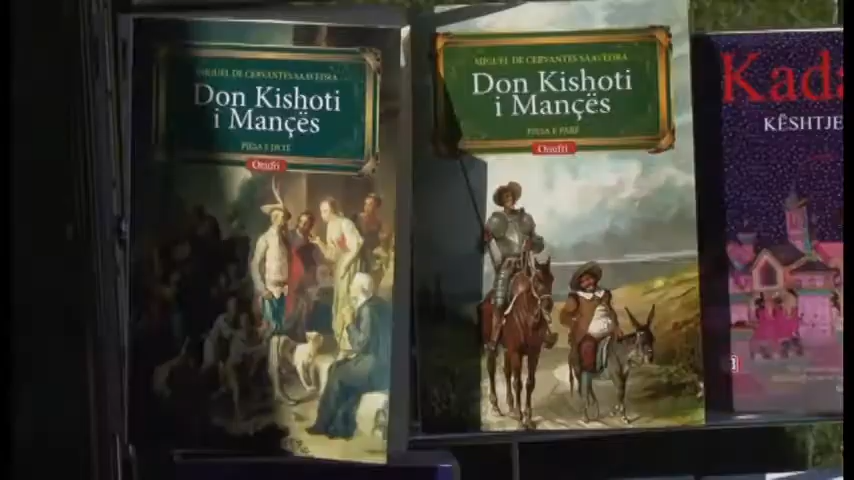 MIGUEL DE CERVANTES SAAVEDRA
Don Kishoti
i Mançës
PJESA E DYTË
Onufri
MIGUEL DE CERVANTES SAAVEDRA
Don Kishoti
i Mançës
PJESA E PARË
Onufri
Kada
KËSHTJE